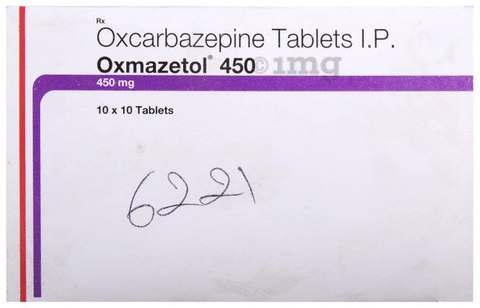 Rx
Oxcarbazepine Tablets I.P.
Oxmazetol® 450
1mg
450 mg
10 x 10 Tablets
6221